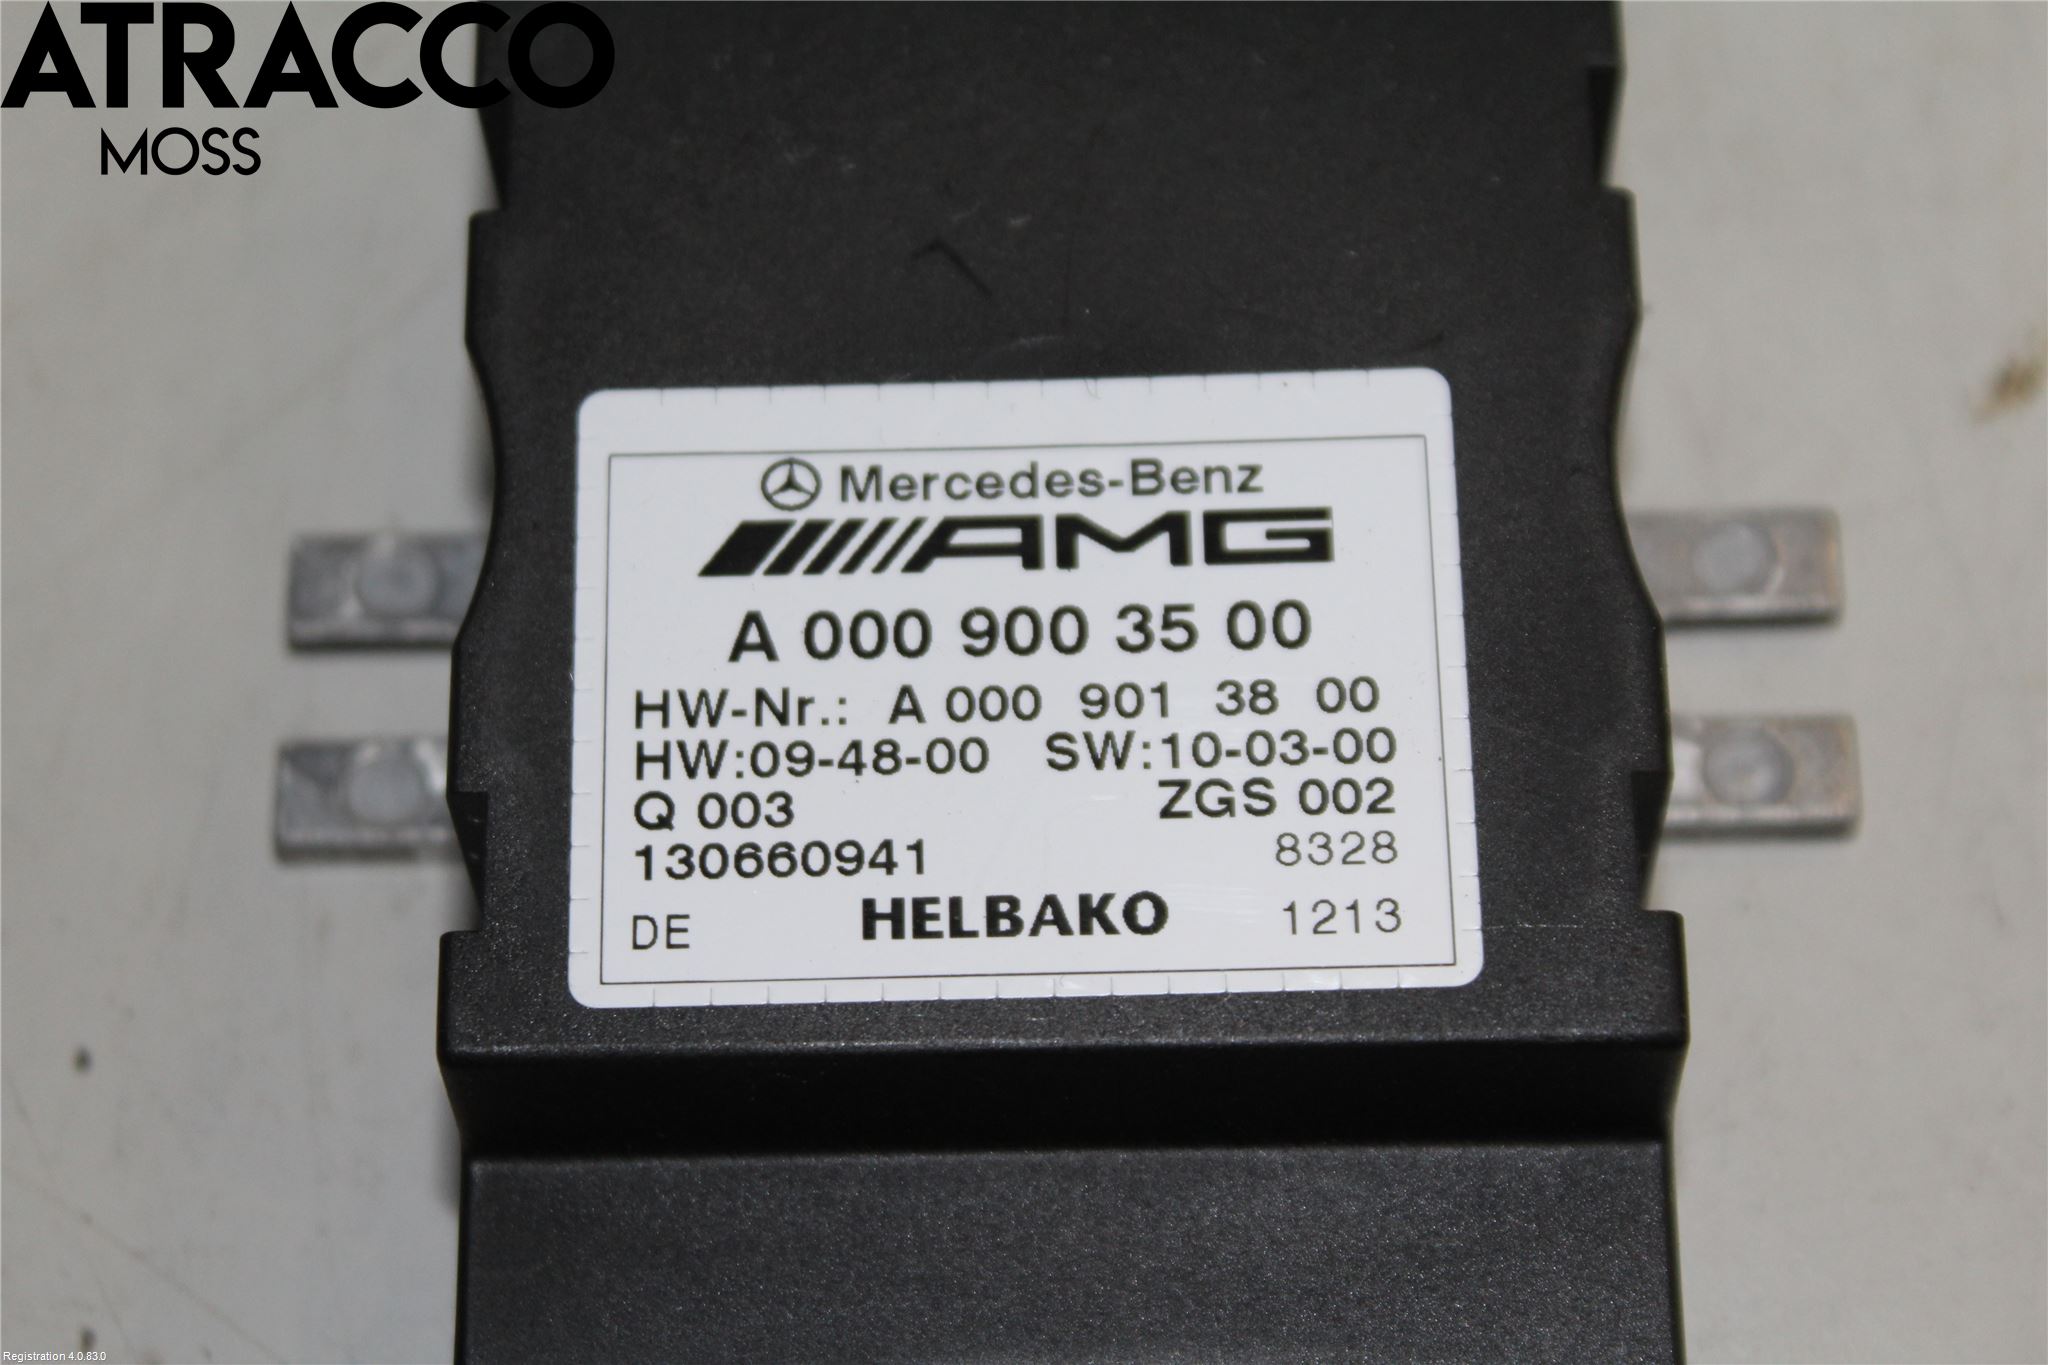 ATRACCO
MOSS
Mercedes-Benz
AMG
A 000 900 35 00
HW-Nr.: A 000 901 38 00
HW:09-48-00 SW:10-03-00
Q 003 ZGS 002
130660941 8328
DE HELBAKO 1213
Registration 4.0.83.0